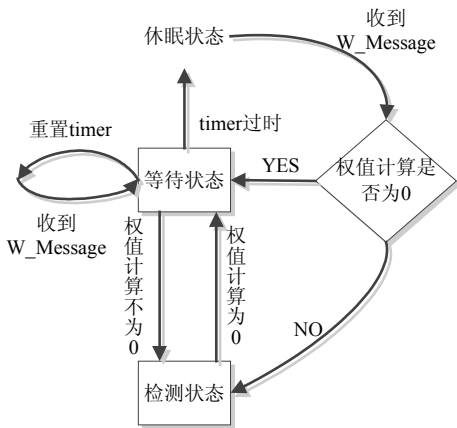 休眠状态
收到
W_Message
timer过时
重置timer
等待状态
YES
权值计算是
否为0
收到
W_Message
权值计算不为0
权值计算为0
NO
检测状态